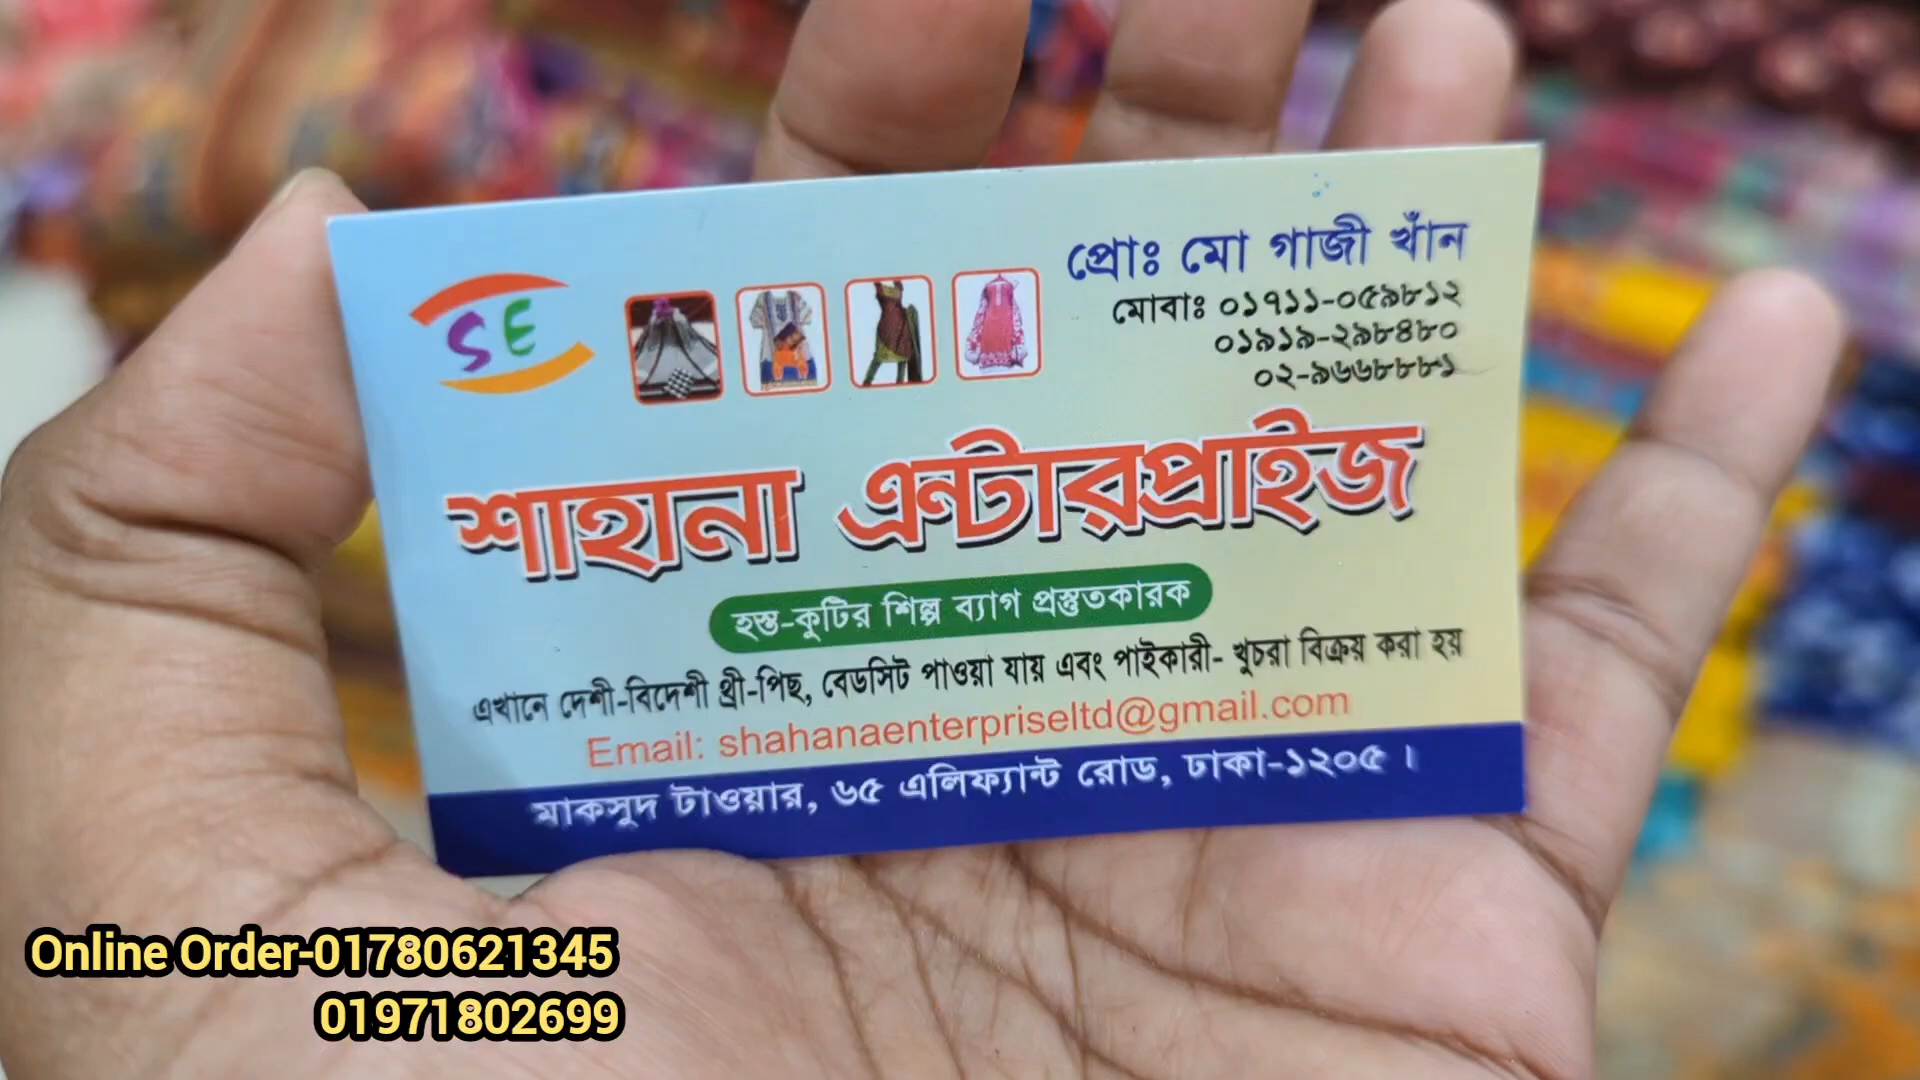 SE
প্রোঃ মো গাজী খাঁন
মোবাঃ ০১৭১১-০৫৯৮১২
০১৯১৯-২৯৮৪৮০
০২-৯৬৬৮৮৮১
শাহানা এন্টারপ্রাইজ
হস্ত-কুটির শিল্প ব্যাগ প্রস্তুতকারক
এখানে দেশী-বিদেশী থ্রী-পিছ, বেডসিট পাওয়া যায় এবং পাইকারী- খুচরা বিক্রয় করা হয়
Email: shahanaenterpriseltd@gmail.com
মাকসুদ টাওয়ার, ৬৫ এলিফ্যান্ট রোড, ঢাকা-১২০৫ ।
Online Order-01780621345
01971802699